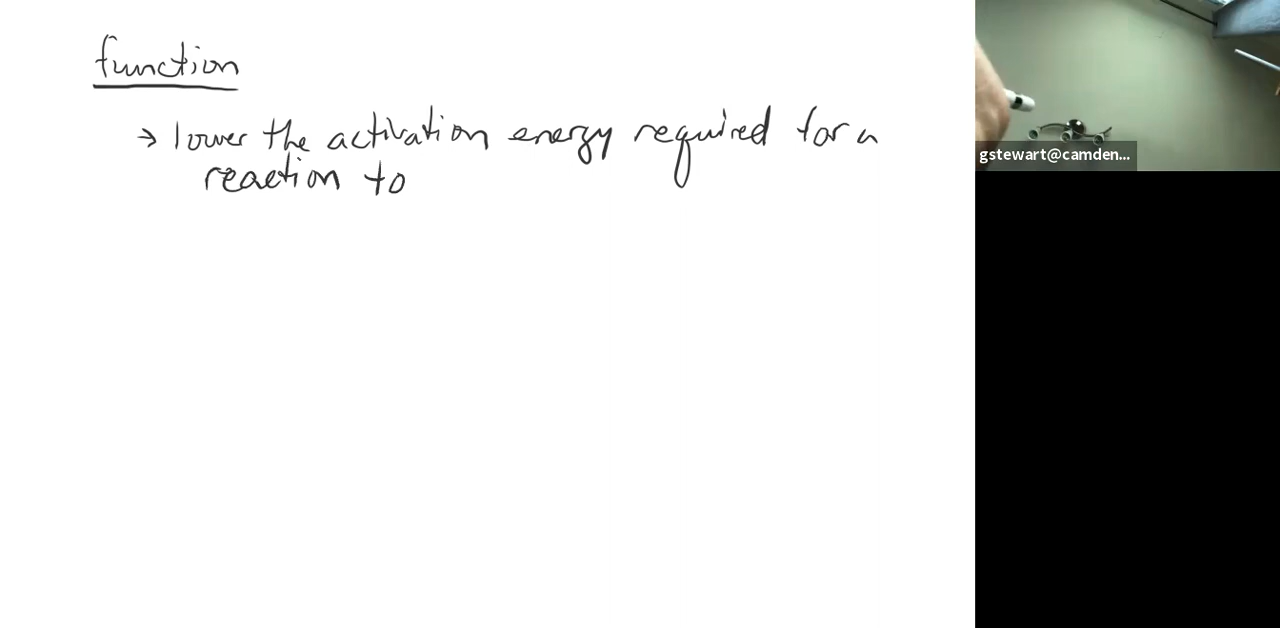 function
→ lower the activation energy required for a
reaction to
gstewart@camden...